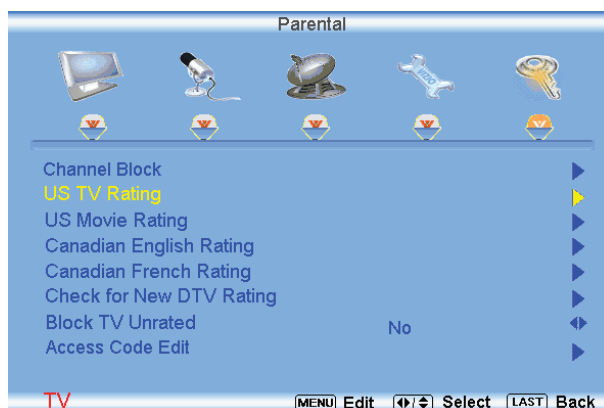 Parental
VIZIO
Channel Block
US TV Rating
US Movie Rating
Canadian English Rating
Canadian French Rating
Check for New DTV Rating
Block TV Unrated No
Access Code Edit
TV MENU Edit / Select LAST Back